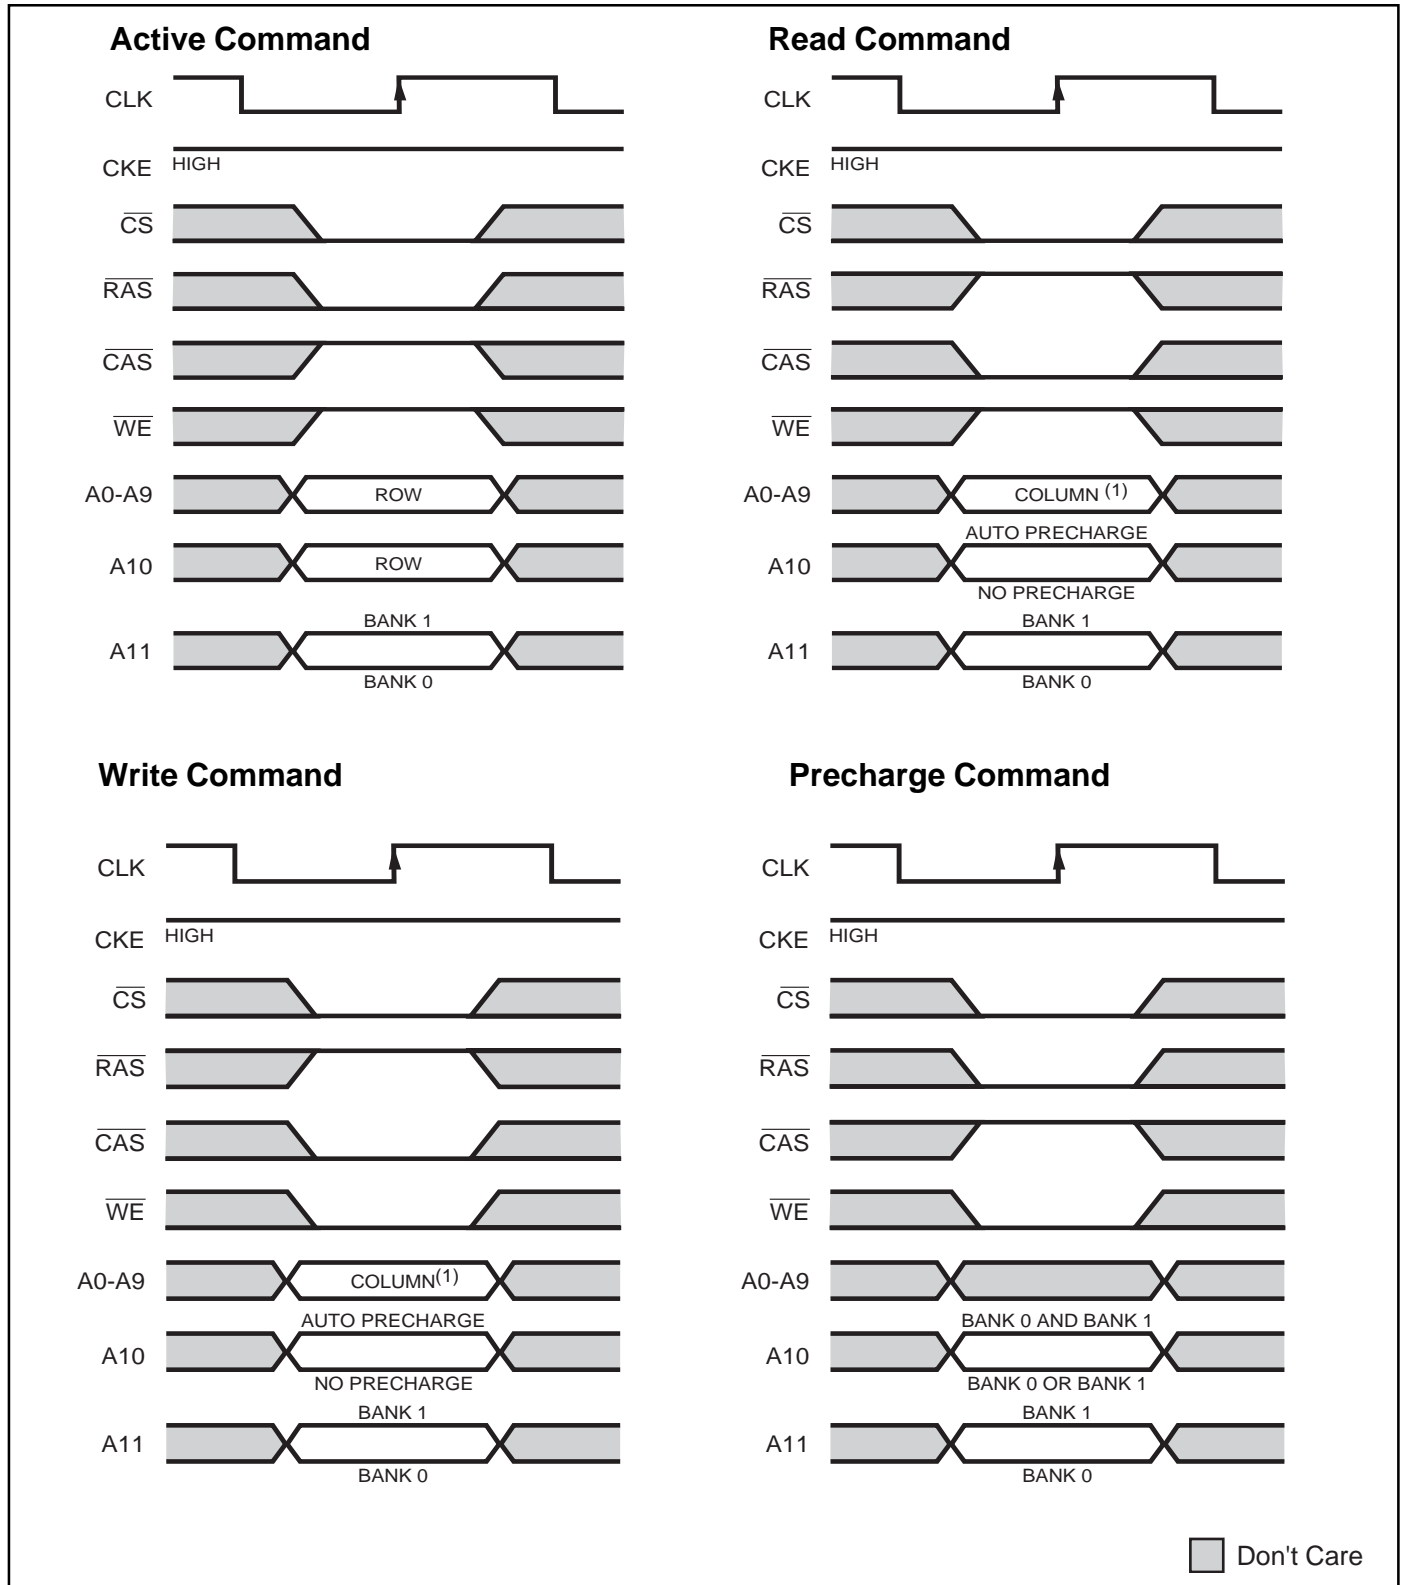 Active Command
CLK
CKE HIGH
CS
RAS
CAS
WE
A0-A9 ROW
A10 ROW
BANK 1
A11
BANK 0
Read Command
CLK
CKE HIGH
CS
RAS
CAS
WE
A0-A9 COLUMN (1)
AUTO PRECHARGE
A10
NO PRECHARGE
BANK 1
A11
BANK 0
Write Command
CLK
CKE HIGH
CS
RAS
CAS
WE
A0-A9 COLUMN(1)
AUTO PRECHARGE
A10
NO PRECHARGE
BANK 1
A11
BANK 0
Precharge Command
CLK
CKE HIGH
CS
RAS
CAS
WE
A0-A9
BANK 0 AND BANK 1
A10
BANK 0 OR BANK 1
BANK 1
A11
BANK 0
Don't Care